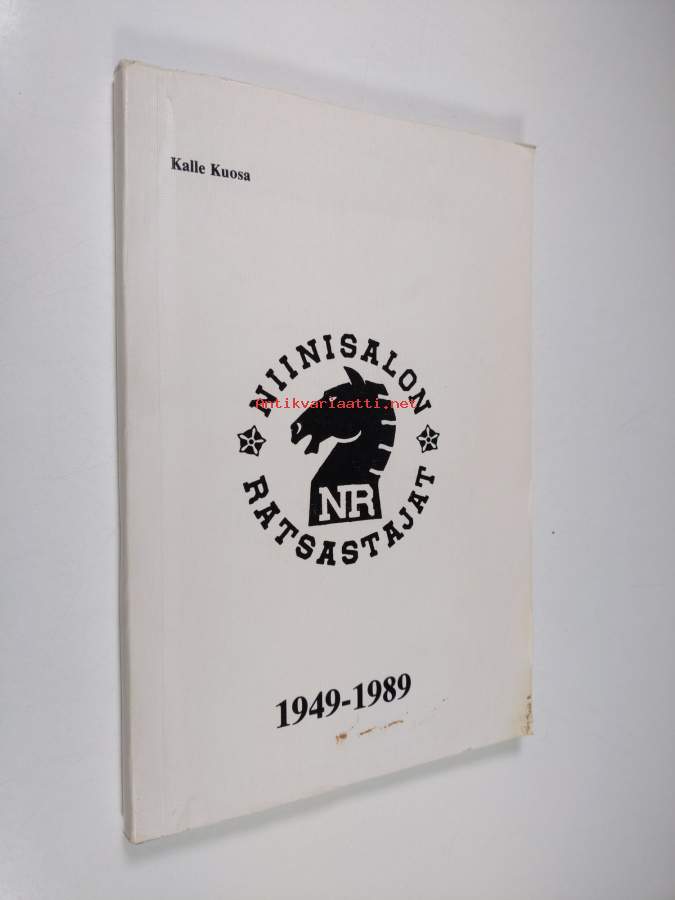 Kalle Kuosa
NIINISALON
Antikvariaatti.net
NR
RATSASTAJAT
1949-1989